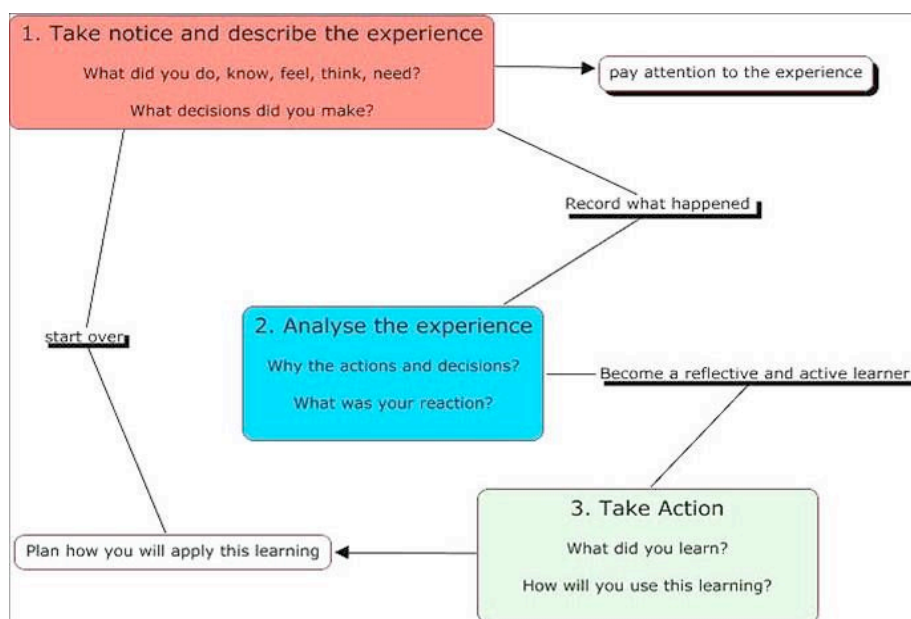 1. Take notice and describe the experience
What did you do, know, feel, think, need?
What decisions did you make?
pay attention to the experience
Record what happened
2. Analyse the experience
Why the actions and decisions?
What was your reaction?
start over
Become a reflective and active learner
3. Take Action
What did you learn?
How will you use this learning?
Plan how you will apply this learning